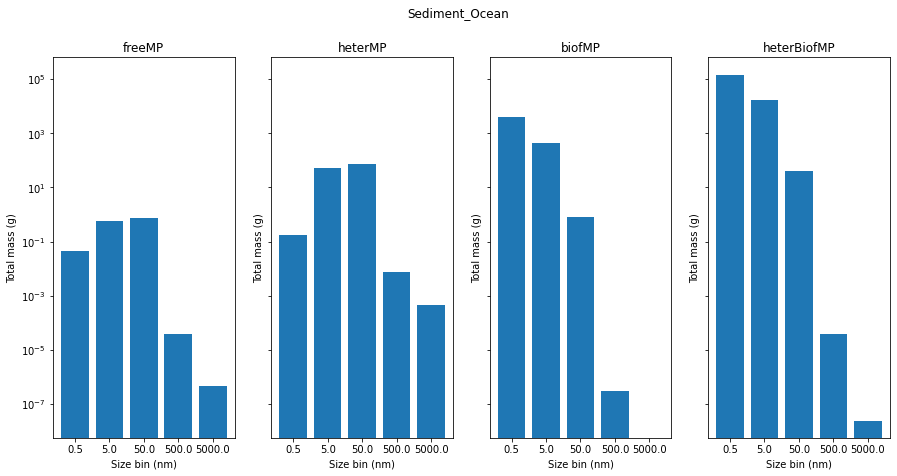 Sediment_Ocean
freeMP
heterMP
biofMP
heterBiofMP
Total mass (g)
10^5
10^3
10^1
10^-1
10^-3
10^-5
10^-7
Total mass (g)
Total mass (g)
Total mass (g)
0.5 5.0 50.0 500.0 5000.0
0.5 5.0 50.0 500.0 5000.0
0.5 5.0 50.0 500.0 5000.0
0.5 5.0 50.0 500.0 5000.0
Size bin (nm)
Size bin (nm)
Size bin (nm)
Size bin (nm)